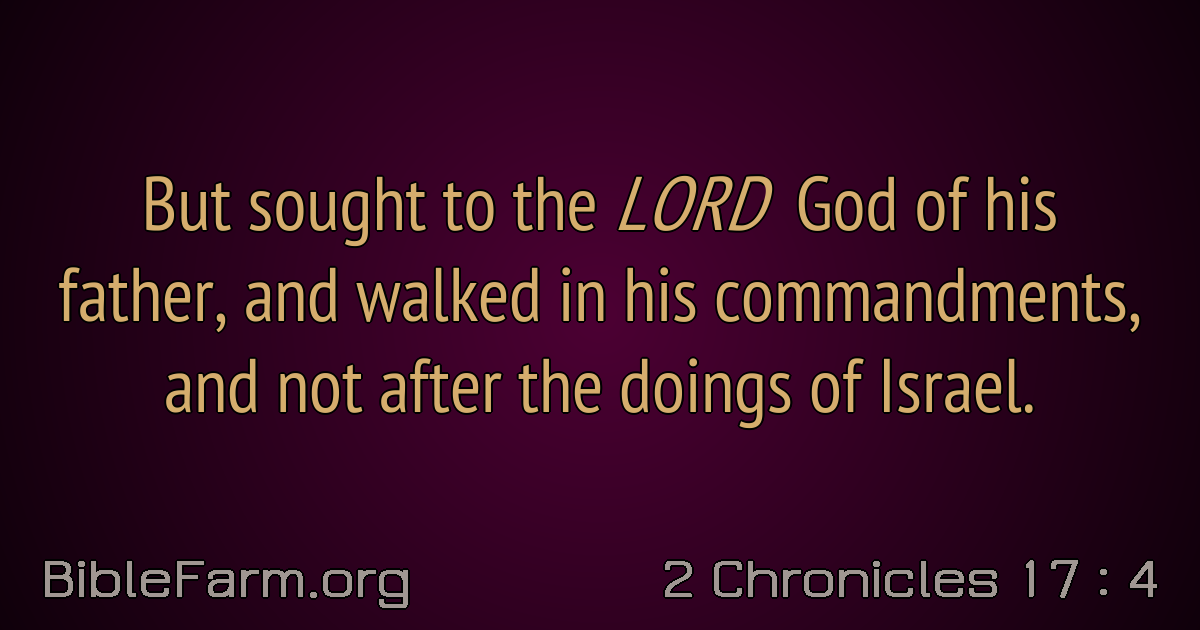 But sought to the LORD God of his
father, and walked in his commandments,
and not after the doings of Israel.
BibleFarm.org
2 Chronicles 17 : 4